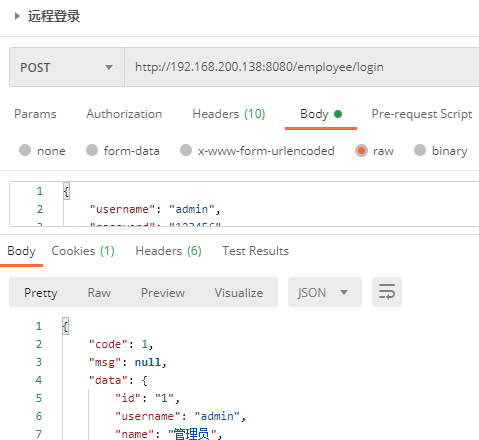 远程登录
POST http://192.168.200.138:8080/employee/login
Params Authorization Headers (10) Body Pre-request Script
none form-data x-www-form-urlencoded raw binary
1 {
2 "username": "admin",
3 "password": "123456"
Body Cookies (1) Headers (6) Test Results
Pretty Raw Preview Visualize JSON
1 {
2 "code": 1,
3 "msg": null,
4 "data": {
5 "id": "1",
6 "username": "admin",
7 "name": "管理员",